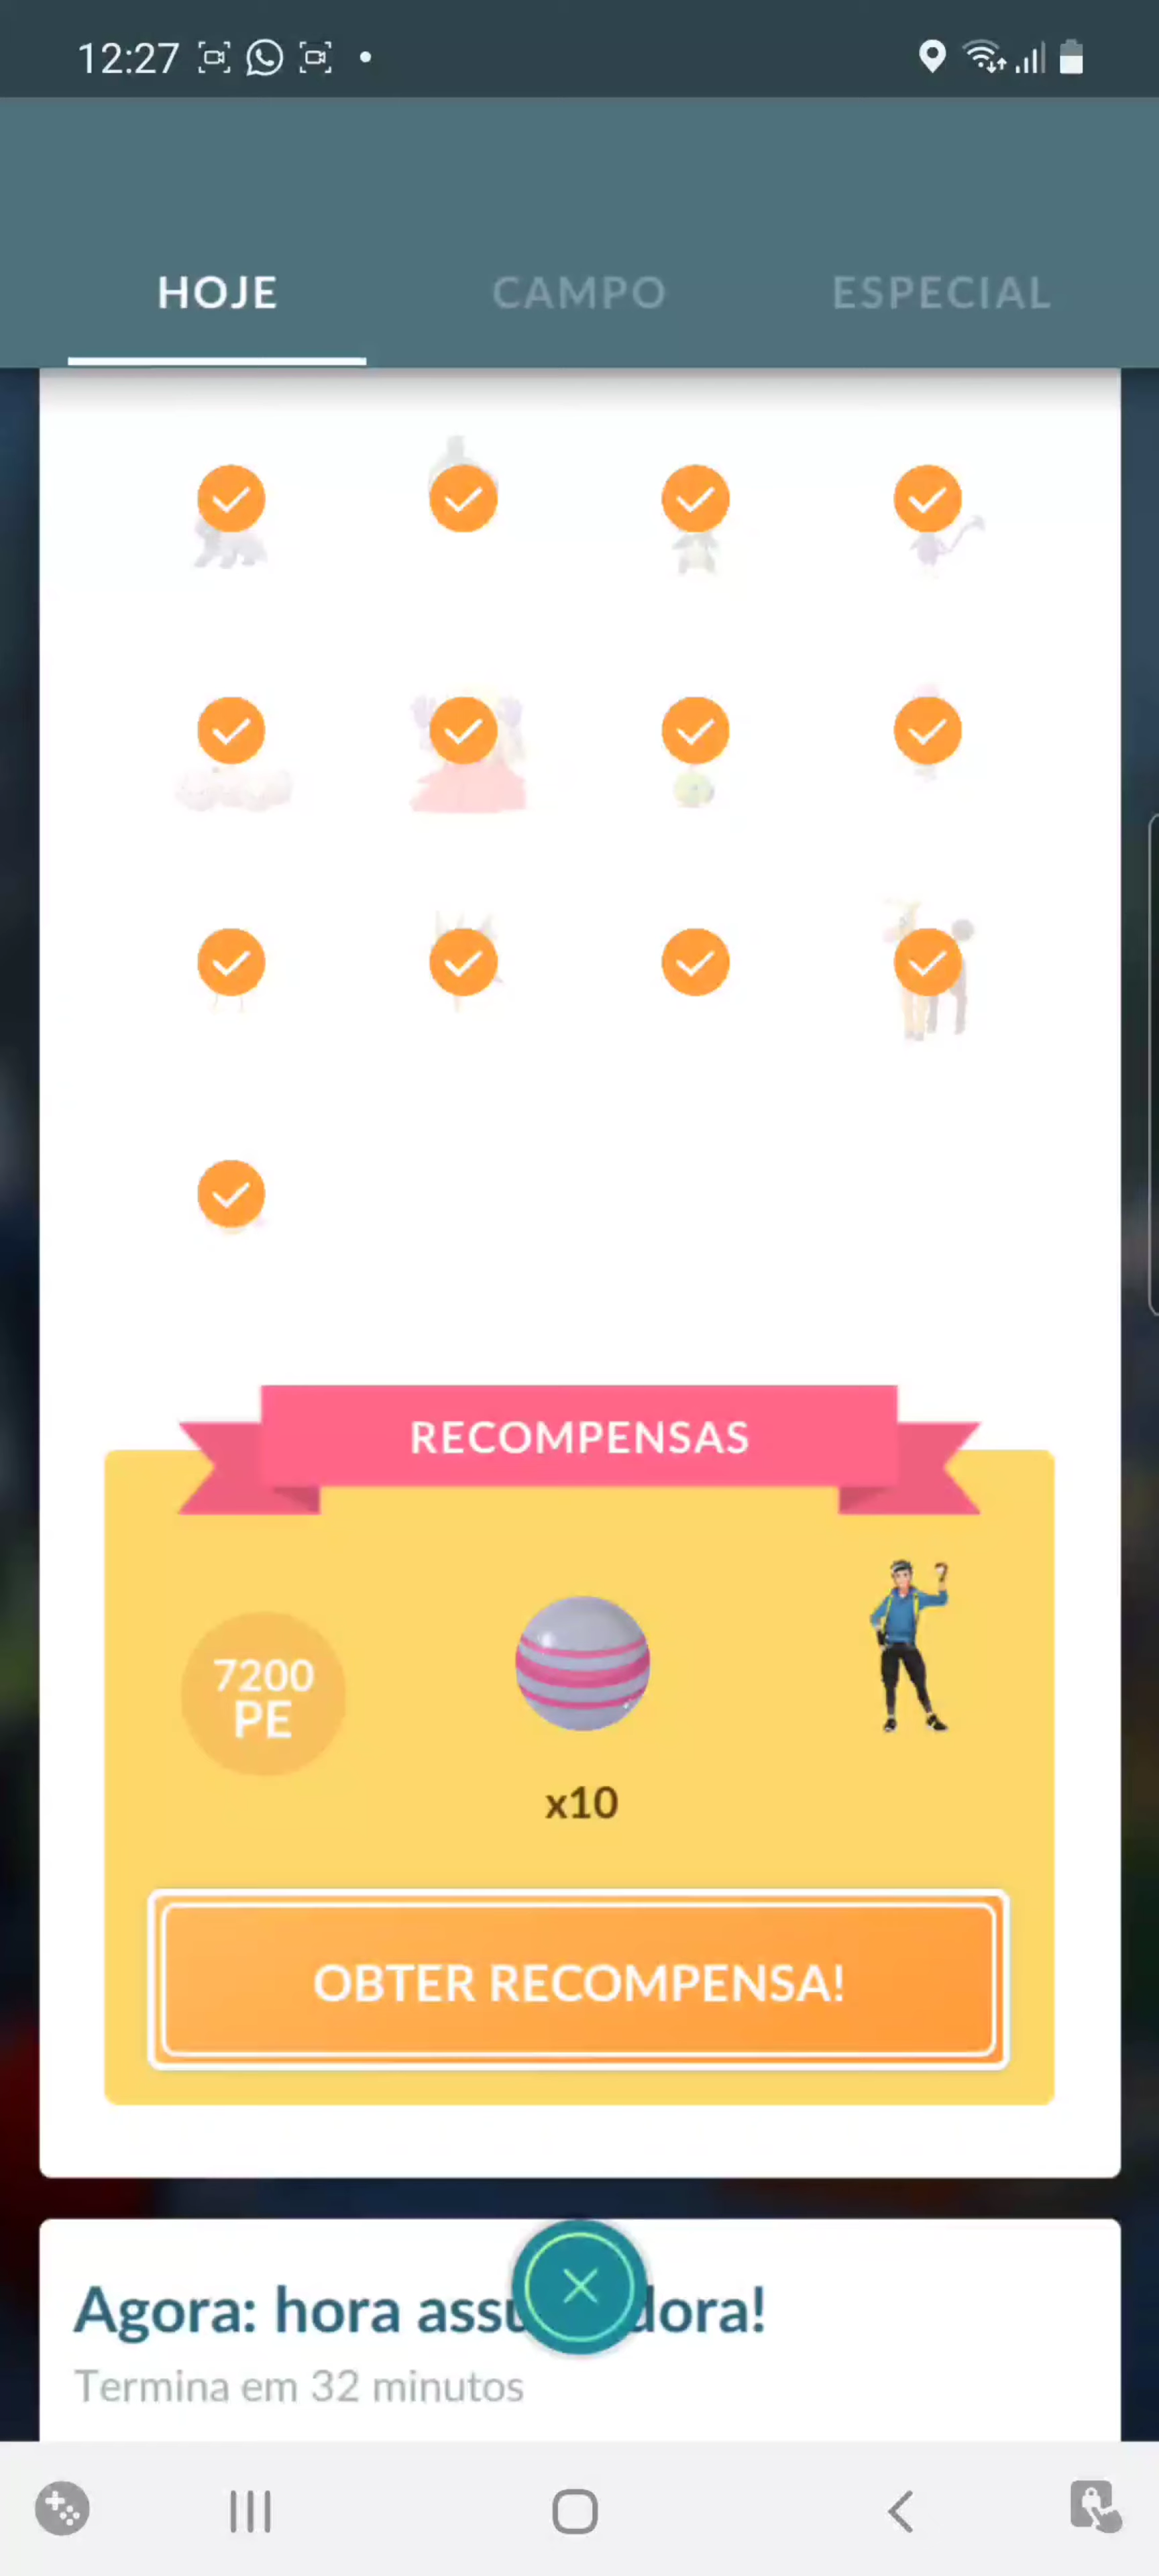 12:27
HOJE CAMPO ESPECIAL
RECOMPENSAS
7200
PE
x10
OBTER RECOMPENSA!
Agora: hora
Termina em 32 minutos